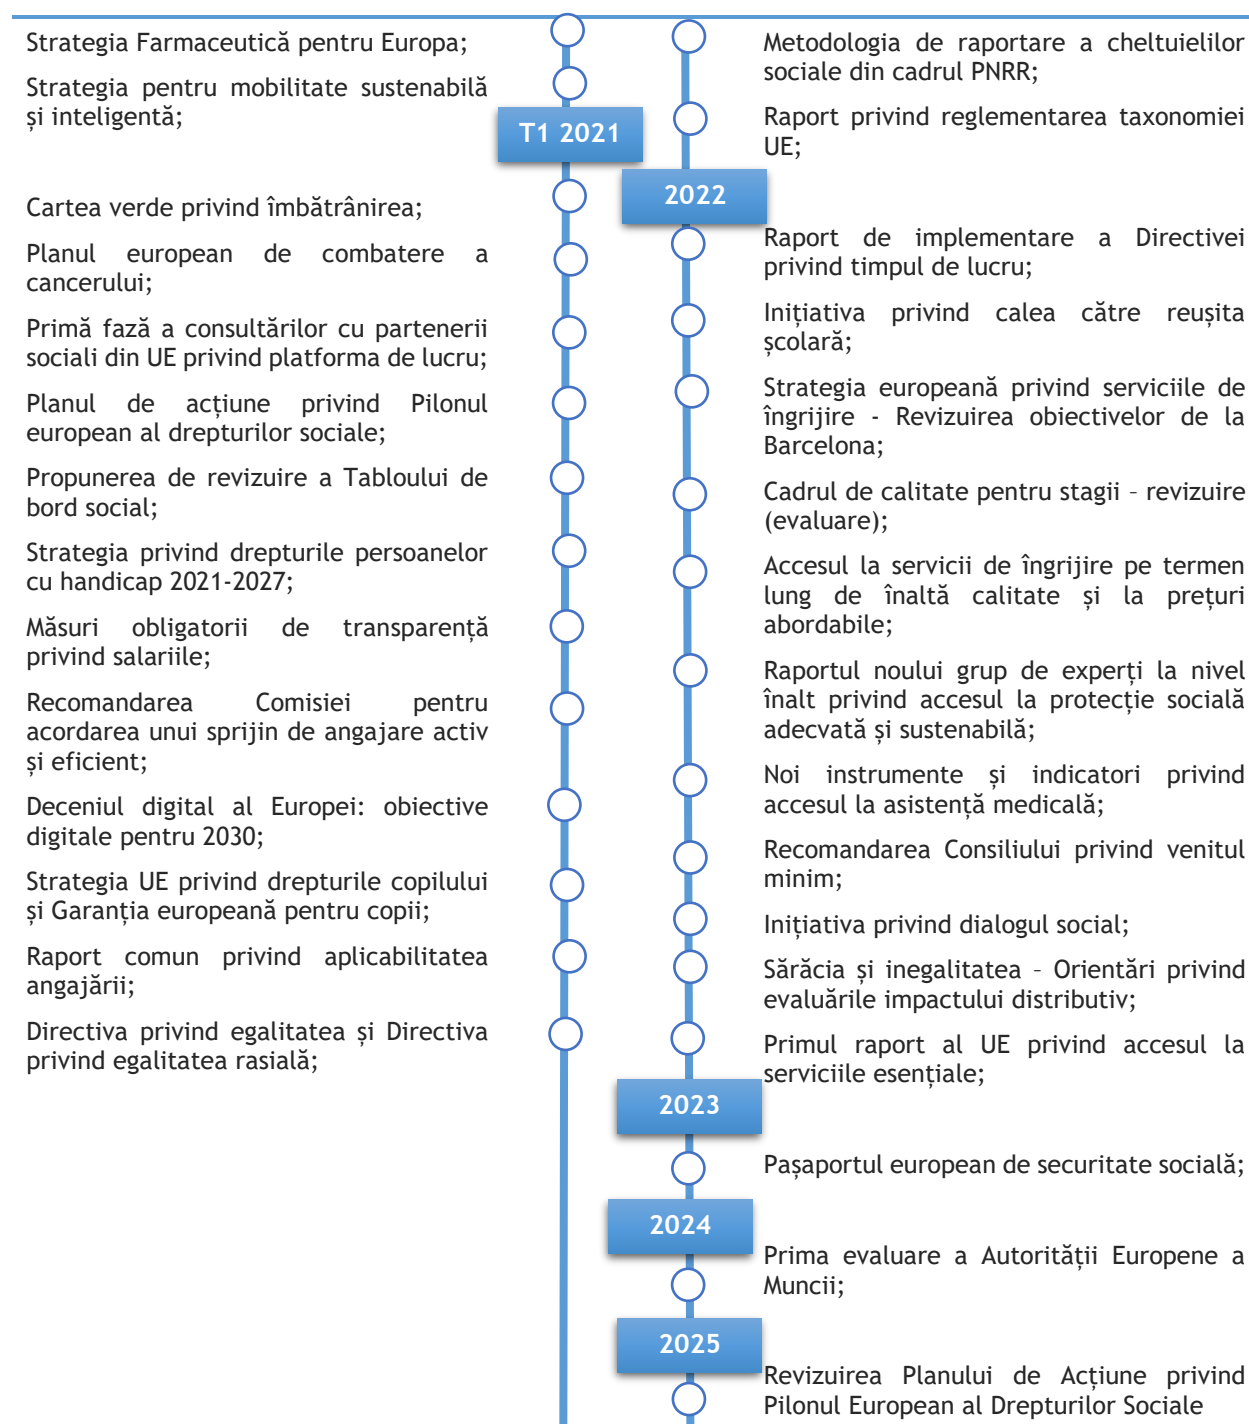 Strategia Farmaceutică pentru Europa;
Strategia pentru mobilitate sustenabilă
și inteligentă;
T1 2021
Cartea verde privind îmbătrânirea;
Planul european de combatere a
cancerului;
Primă fază a consultărilor cu partenerii
sociali din UE privind platforma de lucru;
Planul de acțiune privind Pilonul
european al drepturilor sociale;
Propunerea de revizuire a Tabloului de
bord social;
Strategia privind drepturile persoanelor
cu handicap 2021-2027;
Măsuri obligatorii de transparență
privind salariile;
Recomandarea Comisiei pentru
acordarea unui sprijin de angajare activ
și eficient;
Deceniul digital al Europei: obiective
digitale pentru 2030;
Strategia UE privind drepturile copilului
și Garanția europeană pentru copii;
Raport comun privind aplicabilitatea
angajării;
Directiva privind egalitatea și Directiva
privind egalitatea rasială;
Metodologia de raportare a cheltuielilor
sociale din cadrul PNRR;
Raport privind reglementarea taxonomiei
UE;
2022
Raport de implementare a Directivei
privind timpul de lucru;
Inițiativa privind calea către reușita
școlară;
Strategia europeană privind serviciile de
îngrijire - Revizuirea obiectivelor de la
Barcelona;
Cadrul de calitate pentru stagii – revizuire
(evaluare);
Accesul la servicii de îngrijire pe termen
lung de înaltă calitate și la prețuri
abordabile;
Raportul noului grup de experți la nivel
înalt privind accesul la protecție socială
adecvată și sustenabilă;
Noi instrumente și indicatori privind
accesul la asistență medicală;
Recomandarea Consiliului privind venitul
minim;
Inițiativa privind dialogul social;
Sărăcia și inegalitatea – Orientări privind
evaluările impactului distributiv;
Primul raport al UE privind accesul la
serviciile esențiale;
2023
Pașaportul european de securitate socială;
2024
Prima evaluare a Autorității Europene a
Muncii;
2025
Revizuirea Planului de Acțiune privind
Pilonul European al Drepturilor Sociale